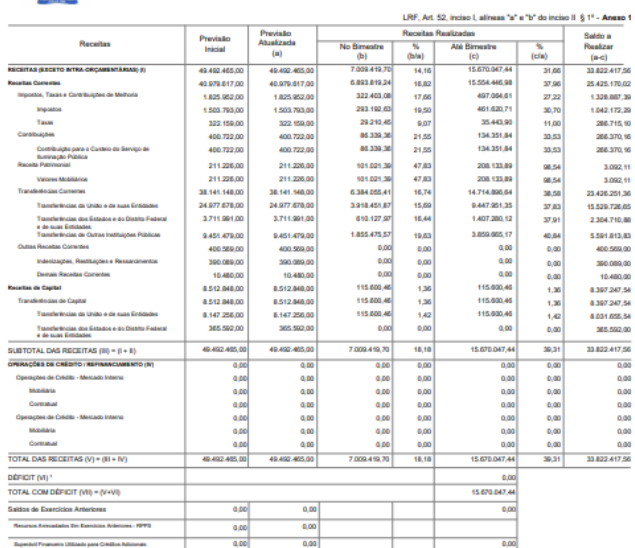 LRF, Art. 52, inciso I, alíneas "a" e "b" do inciso II § 1º - Anexo 1
Receitas Previsão Inicial Previsão Atualizada (a) Receitas Realizadas Saldo a Realizar (a-c)
No Bimestre (b) % (b/a) Até Bimestre (c) % (c/a)
RECEITAS (EXCETO INTRA-ORÇAMENTÁRIAS) (I) 49.492.465,00 49.492.465,00 7.009.419,70 14,16 15.670.047,44 31,66 33.822.417,56
Receitas Correntes 40.979.617,00 40.979.617,00 6.893.819,24 16,82 15.554.446,98 37,96 25.425.170,02
Impostos, Taxas e Contribuições de Melhoria 1.825.952,00 1.825.952,00 322.403,08 17,66 497.064,61 27,22 1.328.887,39
Impostos 1.503.793,00 1.503.793,00 293.192,63 19,50 461.620,71 30,70 1.042.172,29
Taxas 322.159,00 322.159,00 29.210,45 9,07 35.443,90 11,00 286.715,10
Contribuições 400.722,00 400.722,00 86.339,36 21,55 134.351,84 33,53 266.370,16
Contribuição para o Custeio do Serviço de Iluminação Pública 400.722,00 400.722,00 86.339,36 21,55 134.351,84 33,53 266.370,16
Receita Patrimonial 211.226,00 211.226,00 101.021,39 47,83 208.133,89 98,54 3.092,11
Valores Mobiliários 211.226,00 211.226,00 101.021,39 47,83 208.133,89 98,54 3.092,11
Transferências Correntes 38.141.148,00 38.141.148,00 6.384.055,41 16,74 14.714.896,64 38,58 23.426.251,36
Transferências da União e de suas Entidades 24.977.678,00 24.977.678,00 3.918.451,87 15,69 9.447.951,35 37,83 15.529.726,65
Transferências dos Estados e do Distrito Federal e de suas Entidades 3.711.991,00 3.711.991,00 610.127,97 16,44 1.407.280,12 37,91 2.304.710,88
Transferências de Outras Instituições Públicas 9.451.479,00 9.451.479,00 1.855.475,57 19,63 3.859.665,17 40,84 5.591.813,83
Outras Receitas Correntes 400.569,00 400.569,00 0,00 0,00 0,00 0,00 400.569,00
Indenizações, Restituições e Ressarcimentos 390.089,00 390.089,00 0,00 0,00 0,00 0,00 390.089,00
Demais Receitas Correntes 10.480,00 10.480,00 0,00 0,00 0,00 0,00 10.480,00
Receitas de Capital 8.512.848,00 8.512.848,00 115.600,46 1,36 115.600,46 1,36 8.397.247,54
Transferências de Capital 8.512.848,00 8.512.848,00 115.600,46 1,36 115.600,46 1,36 8.397.247,54
Transferências da União e de suas Entidades 8.147.256,00 8.147.256,00 115.600,46 1,42 115.600,46 1,42 8.031.655,54
Transferências dos Estados e do Distrito Federal e de suas Entidades 365.592,00 365.592,00 0,00 0,00 0,00 0,00 365.592,00
SUBTOTAL DAS RECEITAS (III) = (I + II) 49.492.465,00 49.492.465,00 7.009.419,70 18,18 15.670.047,44 39,31 33.822.417,56
OPERAÇÕES DE CRÉDITO / REFINANCIAMENTO (IV) 0,00 0,00 0,00 0,00 0,00 0,00 0,00
Operações de Crédito - Mercado Interno 0,00 0,00 0,00 0,00 0,00 0,00 0,00
Mobiliária 0,00 0,00 0,00 0,00 0,00 0,00 0,00
Contratual 0,00 0,00 0,00 0,00 0,00 0,00 0,00
Operações de Crédito - Mercado Interno 0,00 0,00 0,00 0,00 0,00 0,00 0,00
Mobiliária 0,00 0,00 0,00 0,00 0,00 0,00 0,00
Contratual 0,00 0,00 0,00 0,00 0,00 0,00 0,00
TOTAL DAS RECEITAS (V) = (III + IV) 49.492.465,00 49.492.465,00 7.009.419,70 18,18 15.670.047,44 39,31 33.822.417,56
DÉFICIT (VI) ¹ 0,00
TOTAL COM DÉFICIT (VII) = (V+VI) 15.670.047,44
Saldos de Exercícios Anteriores 0,00 0,00 0,00
Recursos Arrecadados Em Exercícios Anteriores - RPPS 0,00 0,00
Superávit Financeiro Utilizado para Créditos Adicionais 0,00 0,00 0,00